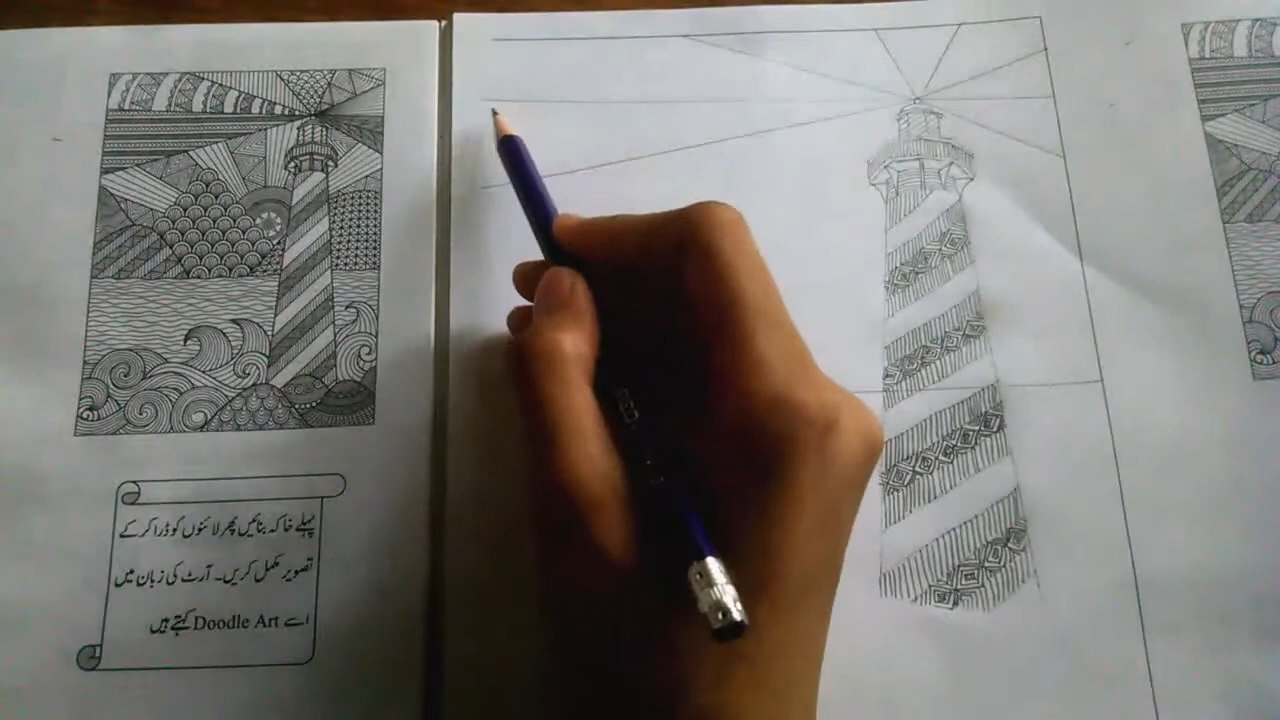 پہلے خاکہ بنائیں پھر لائنوں کو ڈرا کر کے
تصویر مکمل کریں۔ آرٹ کی زبان میں
اسے Doodle Art کہتے ہیں